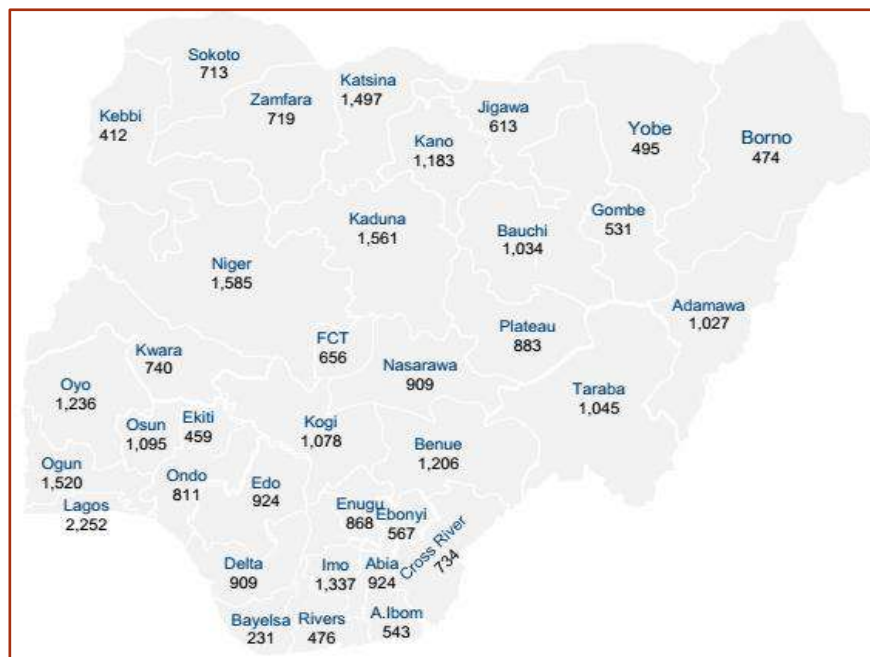 Sokoto
713
Katsina
1,497
Zamfara
719
Jigawa
613
Kebbi
412
Kano
1,183
Yobe
495
Borno
474
Kaduna
1,561
Bauchi
1,034
Gombe
531
Niger
1,585
Adamawa
1,027
Plateau
883
FCT
656
Kwara
740
Nasarawa
909
Oyo
1,236
Taraba
1,045
Osun
1,095
Ekiti
459
Kogi
1,078
Benue
1,206
Ogun
1,520
Ondo
811
Edo
924
Lagos
2,252
Enugu
868
Ebonyi
567
Cross River
734
Delta
909
Imo
1,337
Abia
924
Bayelsa
231
Rivers
476
A.Ibom
543